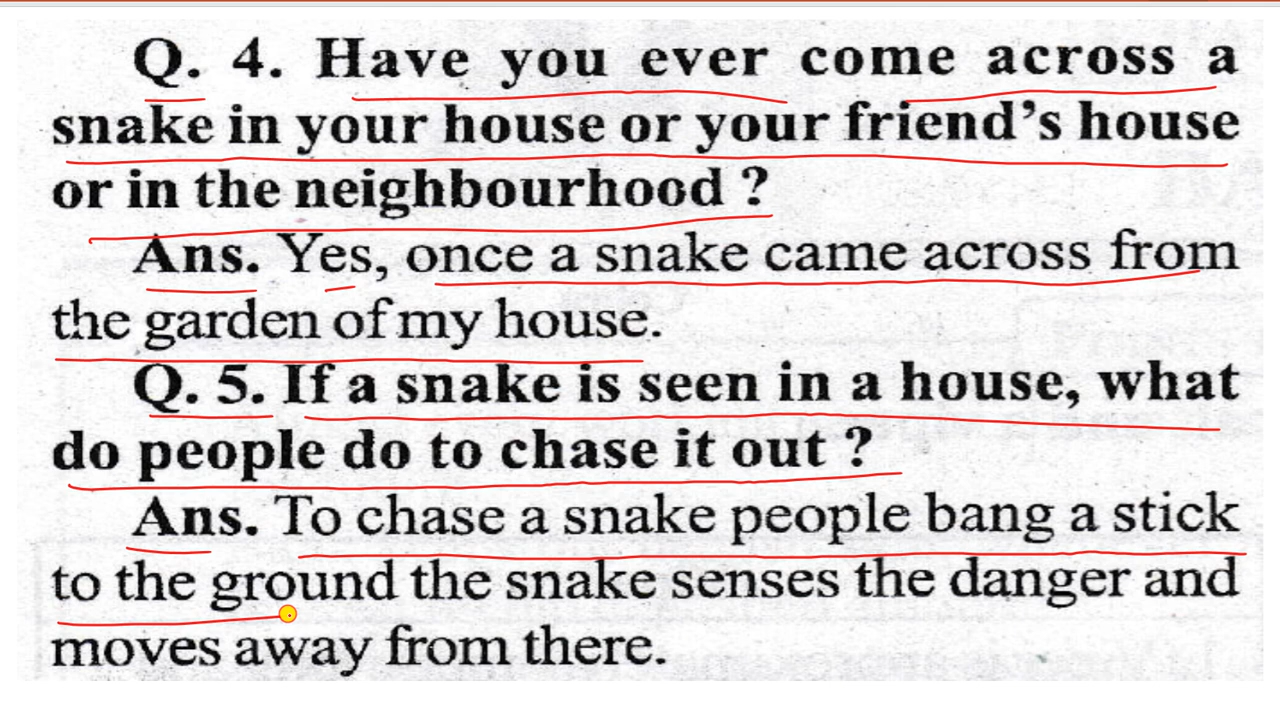 Q. 4. Have you ever come across a
snake in your house or your friend's house
or in the neighbourhood ?
Ans. Yes, once a snake came across from
the garden of my house.
Q. 5. If a snake is seen in a house, what
do people do to chase it out ?
Ans. To chase a snake people bang a stick
to the ground the snake senses the danger and
moves away from there.